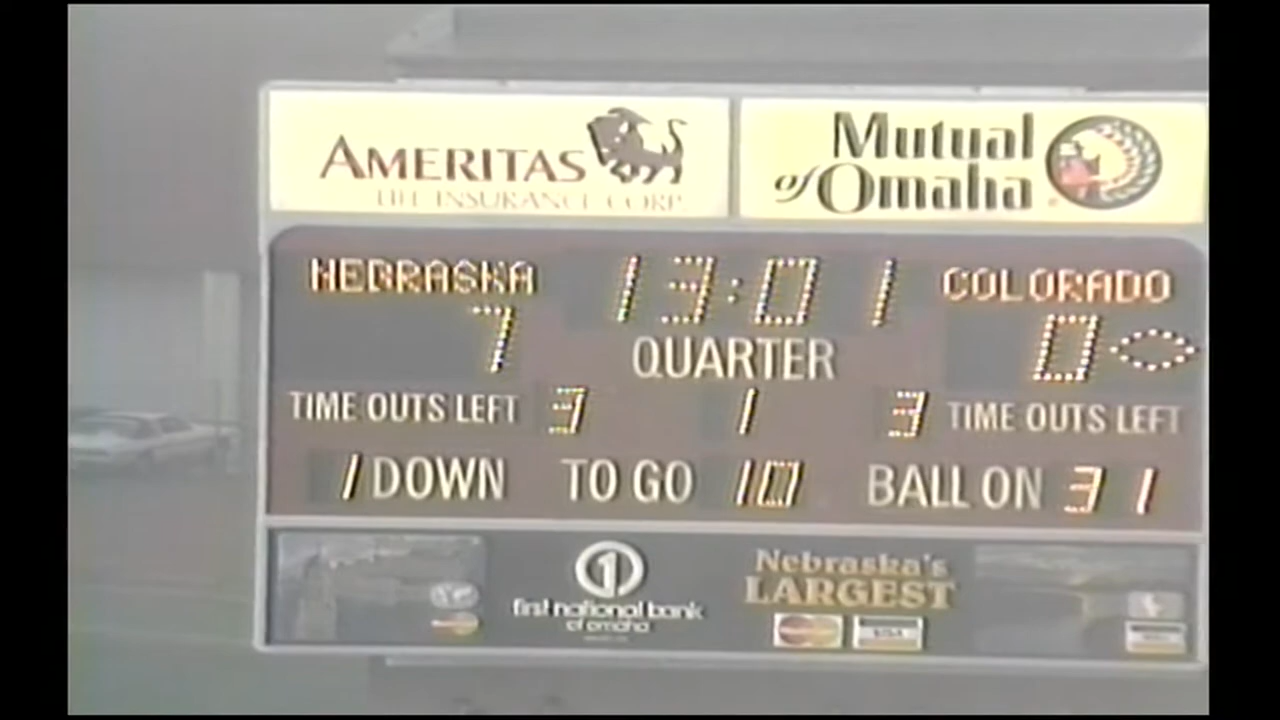 AMERITAS
LIFE INSURANCE CORP.
Mutual
of Omaha
NEBRASKA 13:01 COLORADO
7 QUARTER 0
TIME OUTS LEFT 3 1 3 TIME OUTS LEFT
1 DOWN TO GO 10 BALL ON 31
1
first national bank
of omaha
Nebraska's
LARGEST
VISA